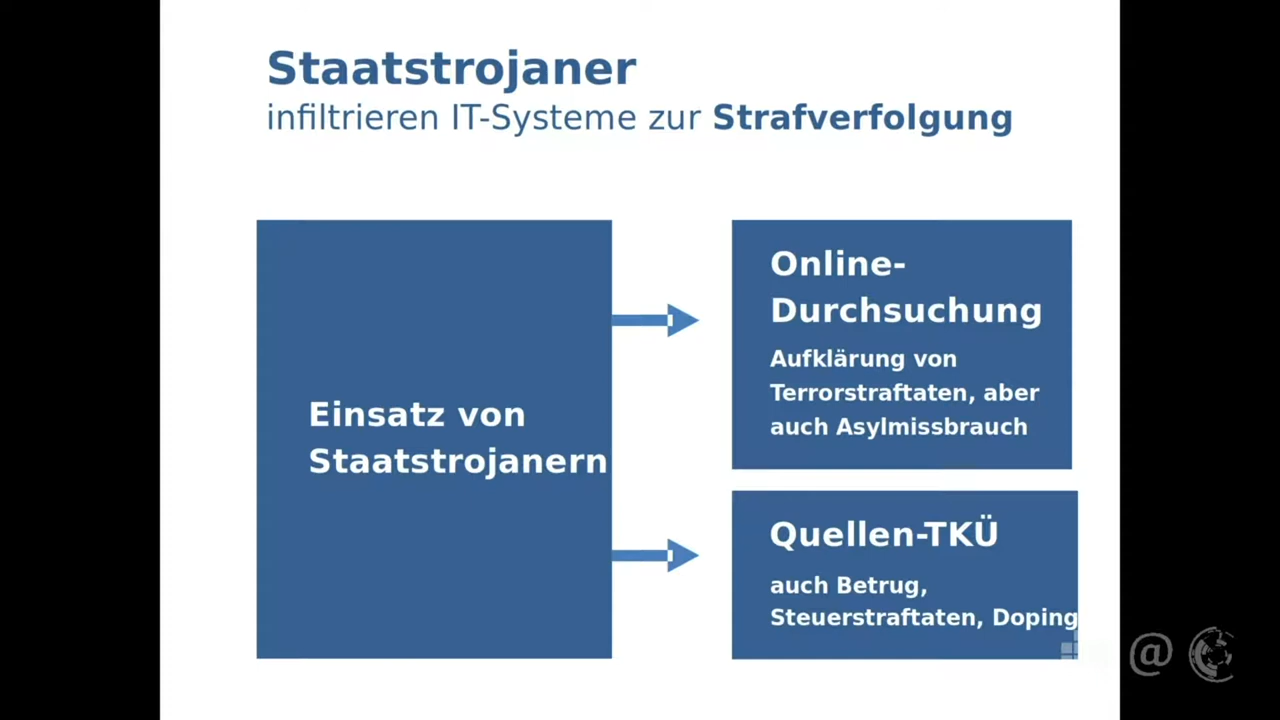 Staatstrojaner
infiltrieren IT-Systeme zur Strafverfolgung
Einsatz von
Staatstrojanern
Online-
Durchsuchung
Aufklärung von
Terrorstraftaten, aber
auch Asylmissbrauch
Quellen-TKÜ
auch Betrug,
Steuerstraftaten, Doping
@